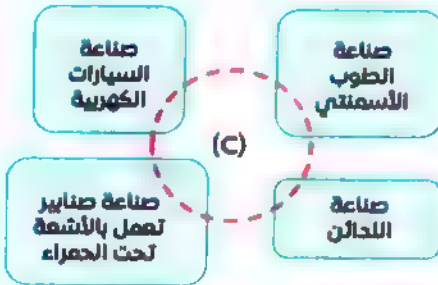 صناعة
الطوب
الأسمنتي
صناعة
السيارات
الكهربية
(C)
صناعة
اللدائن
صناعة صنابير
تعمل بالأشعة
تحت الحمراء